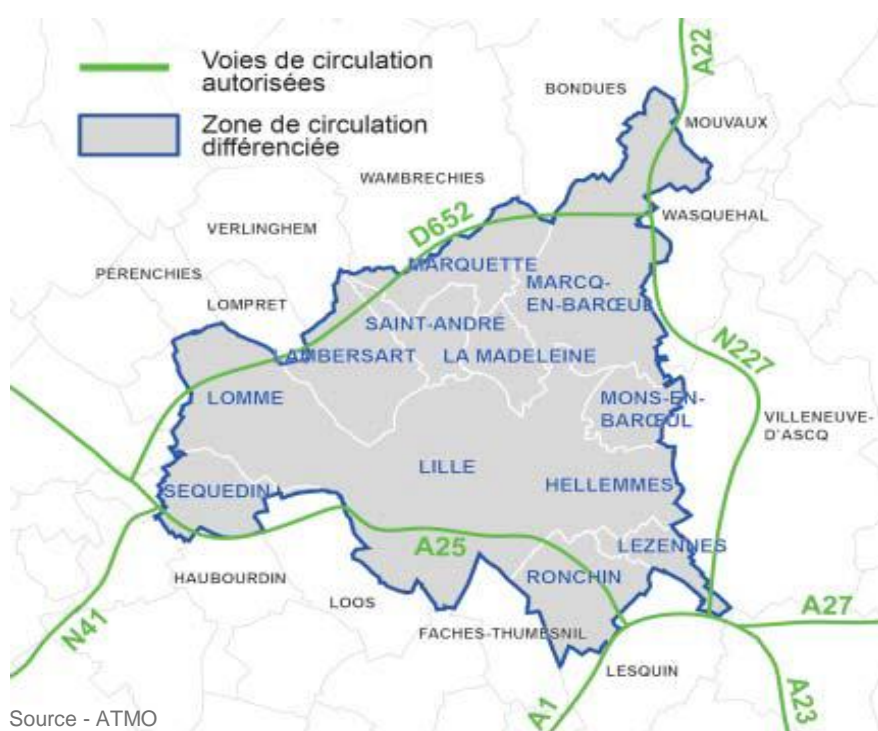 Voies de circulation
autorisées
Zone de circulation
différenciée
A22
BONDUES
MOUVAUX
WAMBRECHIES
D652
WASQUEHAL
VERLINGHEM
MARQUETTE
PÉRENCHIES
MARCQ-
EN-BARŒUL
LOMPRET
SAINT-ANDRÉ
LAMBERSART
LA MADELEINE
N227
LOMME
MONS-EN-
BARŒUL
VILLENEUVE-
D'ASCQ
LILLE
SEQUEDIN
HELLEMMES
A25
LEZENNES
HAUBOURDIN
RONCHIN
LOOS
A27
N41
FACHES-THUMESNIL
LESQUIN
A1
A23
Source - ATMO